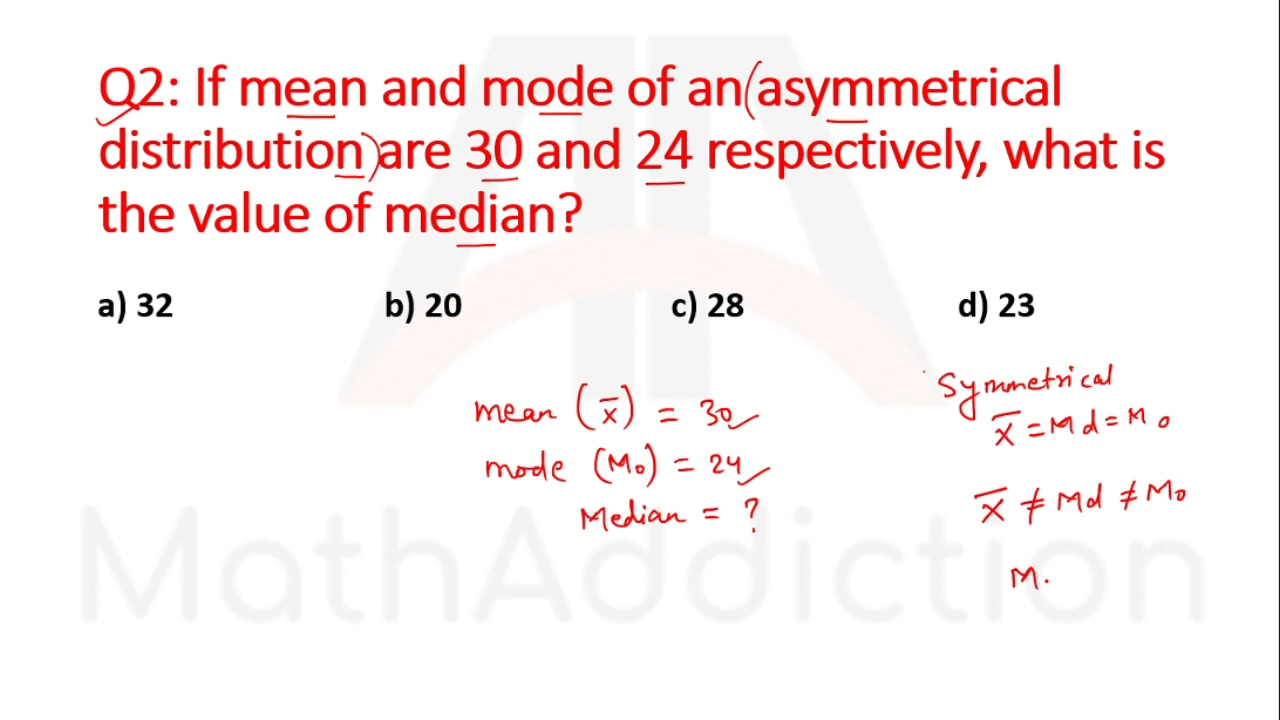 Q2: If mean and mode of an (asymmetrical
distribution) are 30 and 24 respectively, what is
the value of median?
a) 32 b) 20 c) 28 d) 23
mean (x̅) = 30
mode (Mo) = 24
Median = ?
Symmetrical
x̅ = Md = Mo
x̅ ≠ Md ≠ Mo
M.
MathAddiction